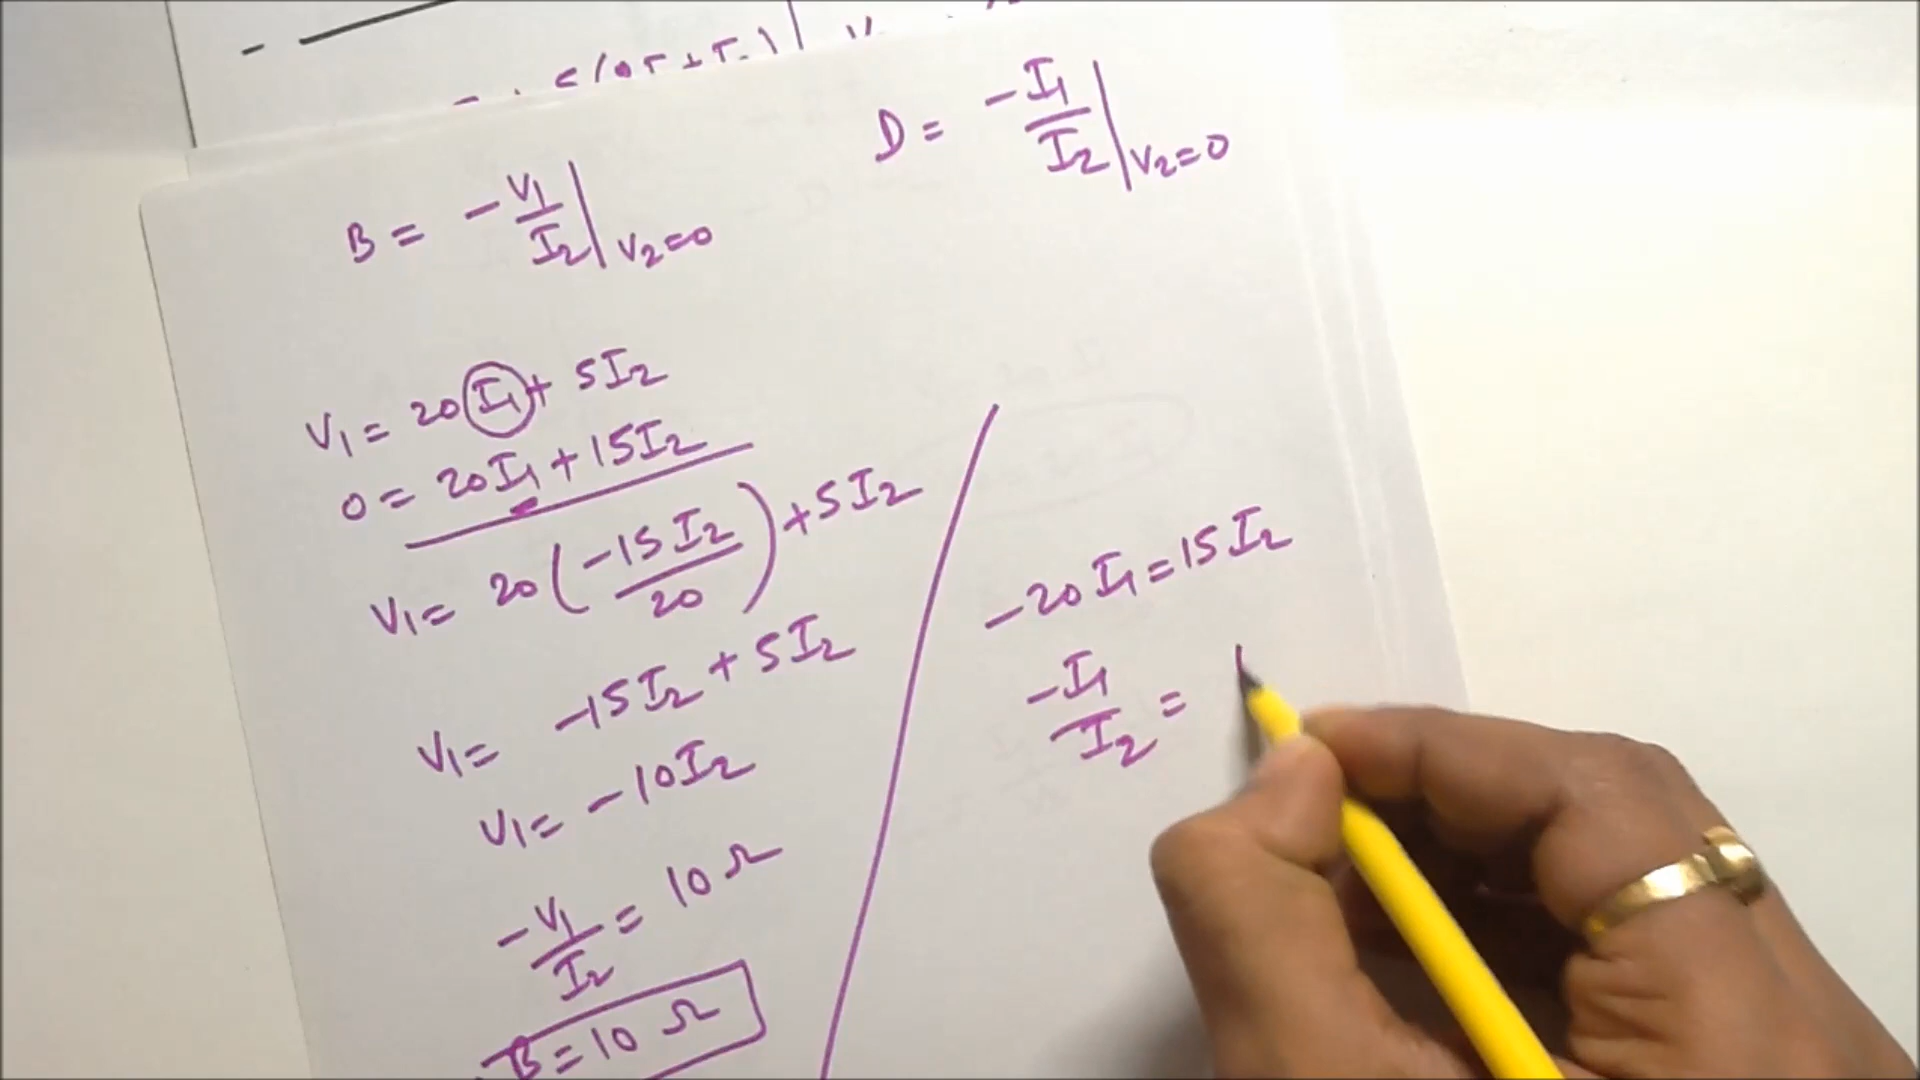 B = -V1/I2 | V2=0
D = -I1/I2 | V2=0
V1 = 20 I1 + 5I2
0 = 20I1 + 15I2
V1 = 20(-15I2/20) + 5I2
V1 = -15I2 + 5I2
V1 = -10I2
-V1/I2 = 10 Ω
B = 10 Ω
-20I1 = 15I2
-I1/I2 =